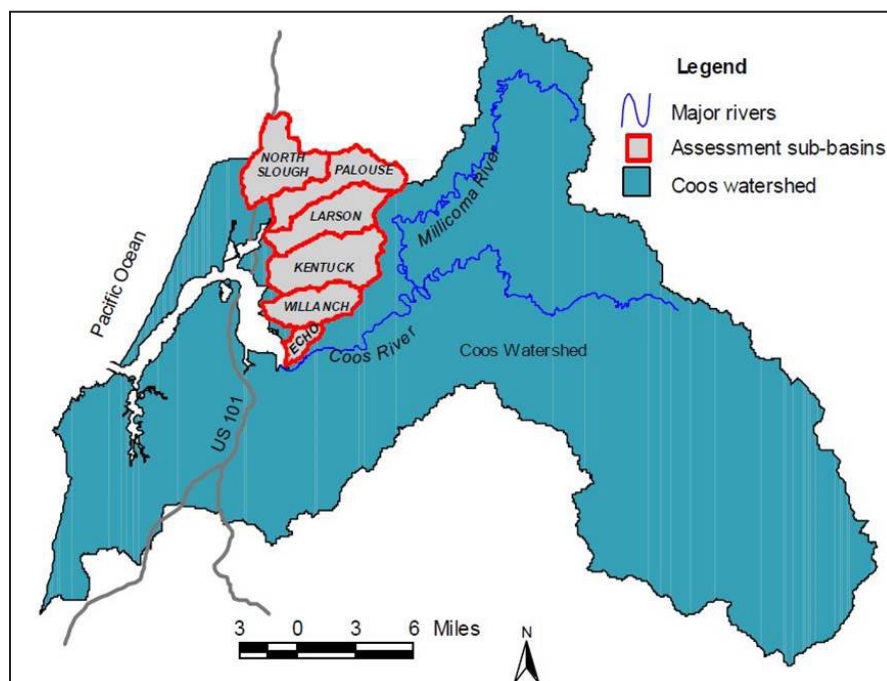 Legend
Major rivers
Assessment sub-basins
Coos watershed
NORTH
SLOUGH
PALOUSE
LARSON
KENTUCK
WILLANCH
ECHO
Millicoma River
Coos River
Coos Watershed
Pacific Ocean
US 101
3 0 3 6 Miles
N